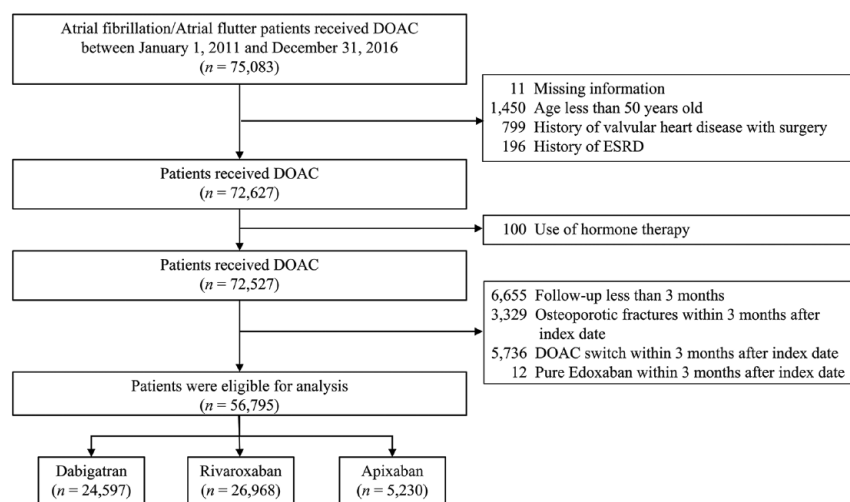 Atrial fibrillation/Atrial flutter patients received DOAC
between January 1, 2011 and December 31, 2016
(n = 75,083)
11 Missing information
1,450 Age less than 50 years old
799 History of valvular heart disease with surgery
196 History of ESRD
Patients received DOAC
(n = 72,627)
100 Use of hormone therapy
Patients received DOAC
(n = 72,527)
6,655 Follow-up less than 3 months
3,329 Osteoporotic fractures within 3 months after
index date
5,736 DOAC switch within 3 months after index date
12 Pure Edoxaban within 3 months after index date
Patients were eligible for analysis
(n = 56,795)
Dabigatran
(n = 24,597)
Rivaroxaban
(n = 26,968)
Apixaban
(n = 5,230)